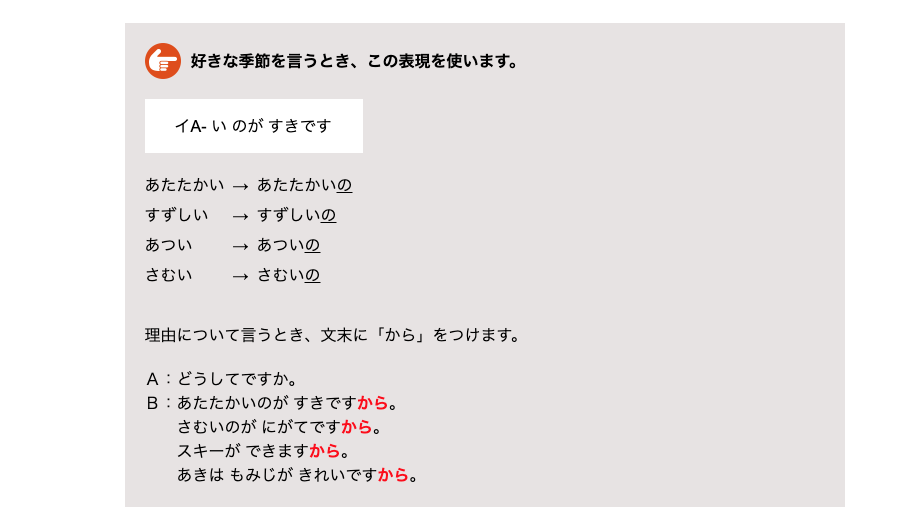 好きな季節を言うとき、この表現を使います。
イA- い のが すきです
あたたかい → あたたかいの
すずしい → すずしいの
あつい → あついの
さむい → さむいの
理由について言うとき、文末に「から」をつけます。
A:どうしてですか。
B:あたたかいのが すきですから。
さむいのが にがてですから。
スキーが できますから。
あきは もみじが きれいですから。